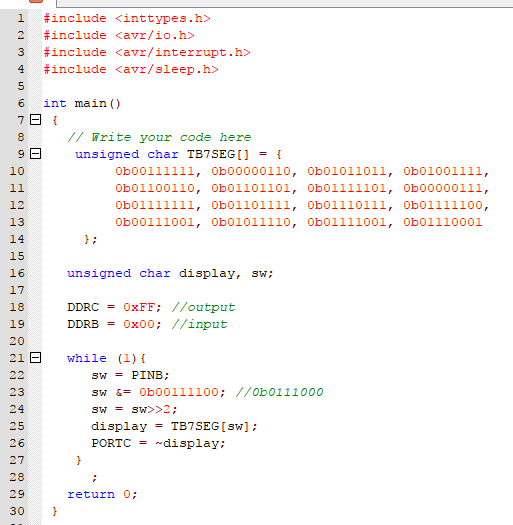 1 #include <inttypes.h>
2 #include <avr/io.h>
3 #include <avr/interrupt.h>
4 #include <avr/sleep.h>
5
6 int main()
7 {
8 // Write your code here
9 unsigned char TB7SEG[] = {
10 0b00111111, 0b00000110, 0b01011011, 0b01001111,
11 0b01100110, 0b01101101, 0b01111101, 0b00000111,
12 0b01111111, 0b01101111, 0b01110111, 0b01111100,
13 0b00111001, 0b01011110, 0b01111001, 0b01110001
14 };
15
16 unsigned char display, sw;
17
18 DDRC = 0xFF; //output
19 DDRB = 0x00; //input
20
21 while (1){
22 sw = PINB;
23 sw &= 0b00111100; //0b0111000
24 sw = sw>>2;
25 display = TB7SEG[sw];
26 PORTC = ~display;
27 }
28 ;
29 return 0;
30 }